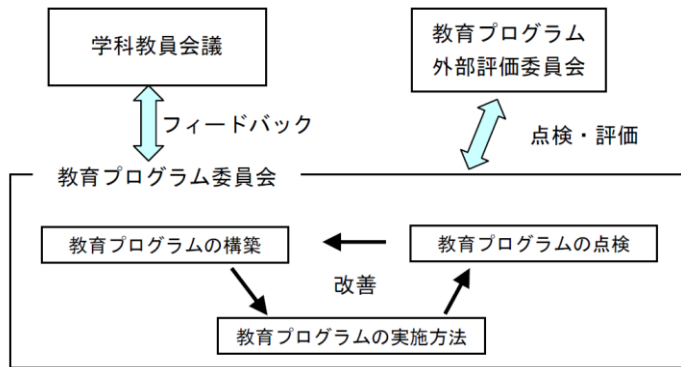 学科教員会議
教育プログラム
外部評価委員会
フィードバック
点検・評価
教育プログラム委員会
教育プログラムの構築
教育プログラムの点検
改善
教育プログラムの実施方法